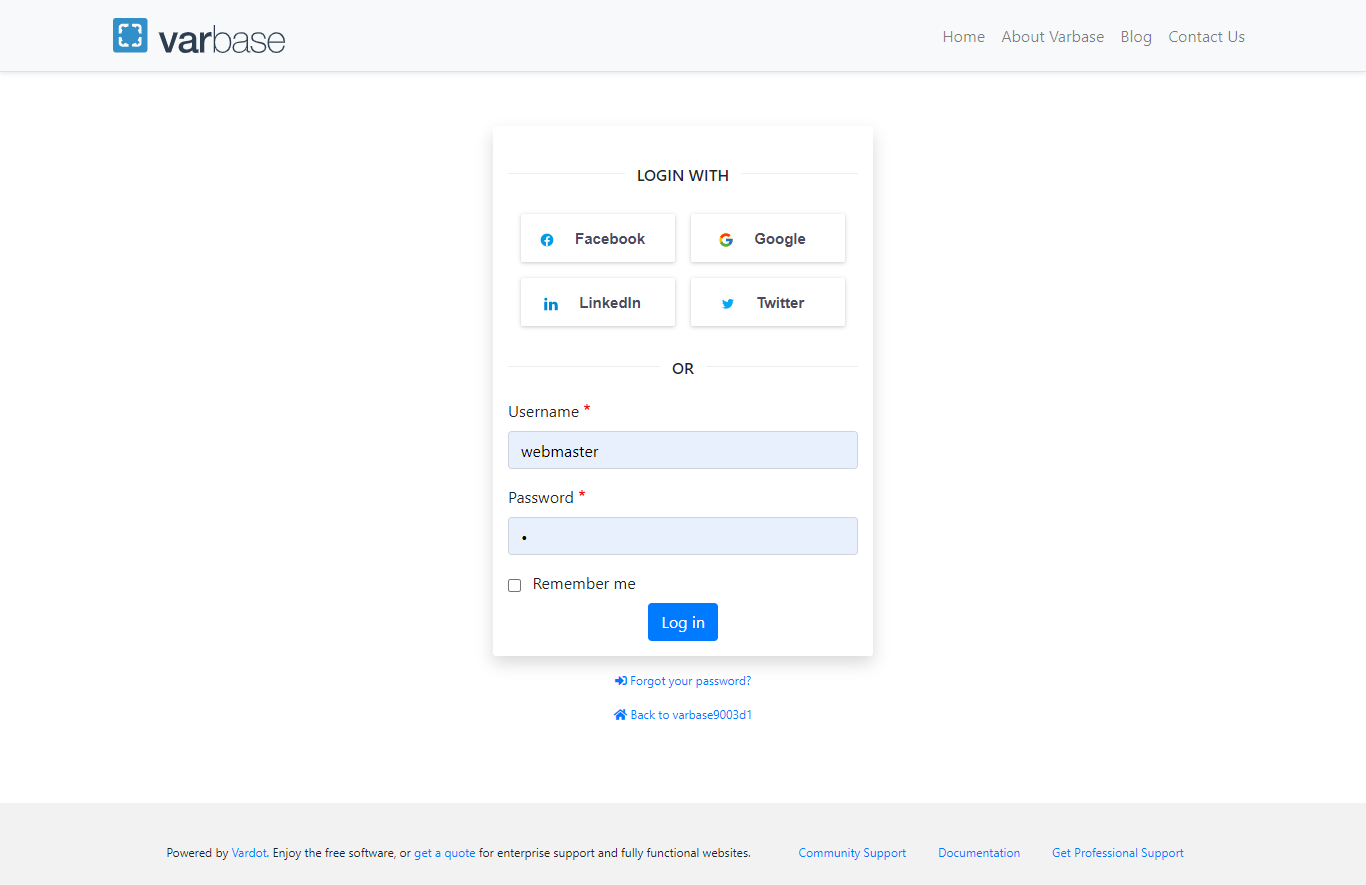 varbase
Home About Varbase Blog Contact Us
LOGIN WITH
Facebook Google
LinkedIn Twitter
OR
Username *
webmaster
Password *
•
Remember me
Log in
Forgot your password?
Back to varbase9003d1
Powered by Vardot. Enjoy the free software, or get a quote for enterprise support and fully functional websites. Community Support Documentation Get Professional Support